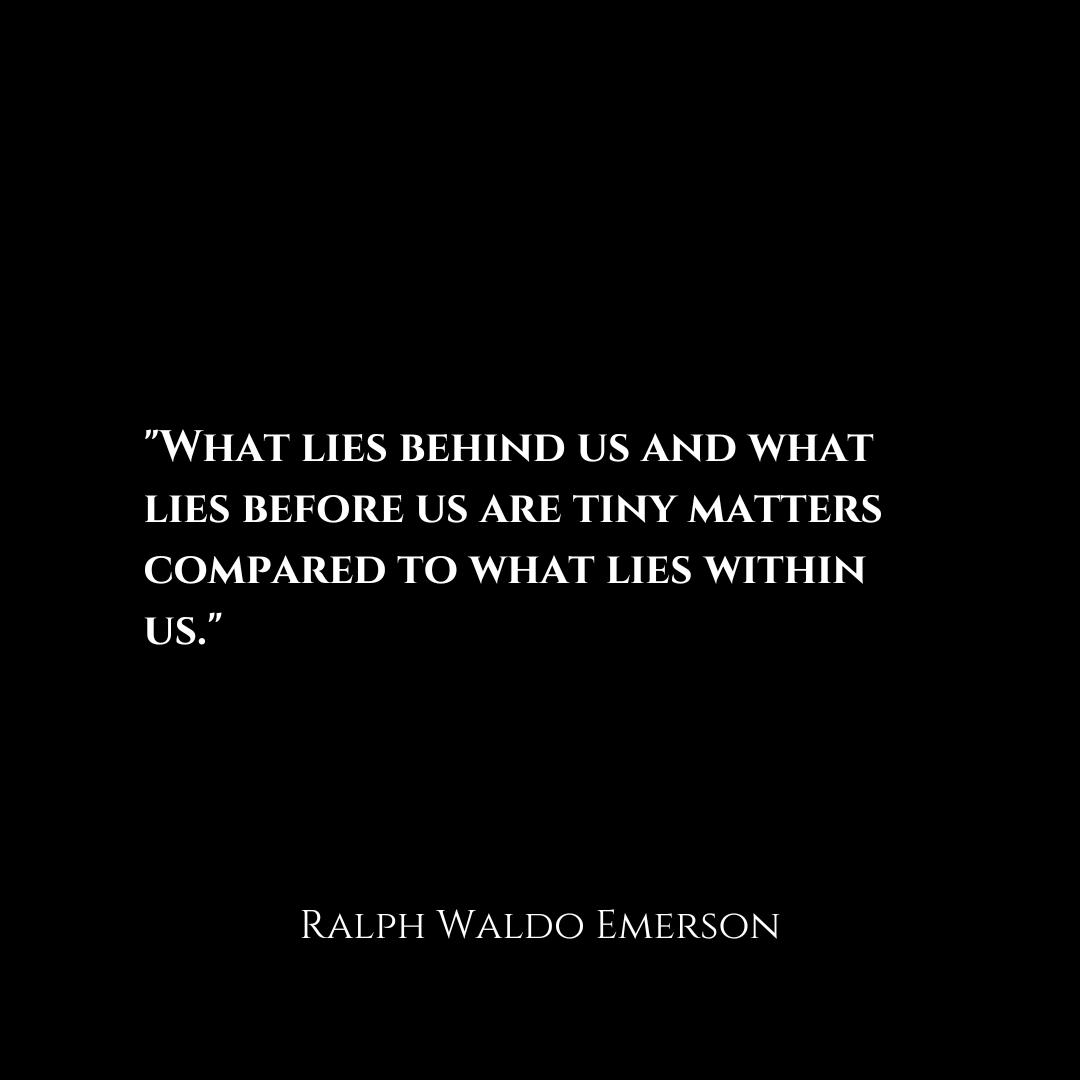 "What lies behind us and what
lies before us are tiny matters
compared to what lies within
us."
Ralph Waldo Emerson